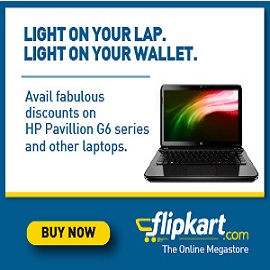 LIGHT ON YOUR LAP.
LIGHT ON YOUR WALLET.
Avail fabulous
discounts on
HP Pavillion G6 series
and other laptops.
BUY NOW
flipkart.com
The Online Megastore